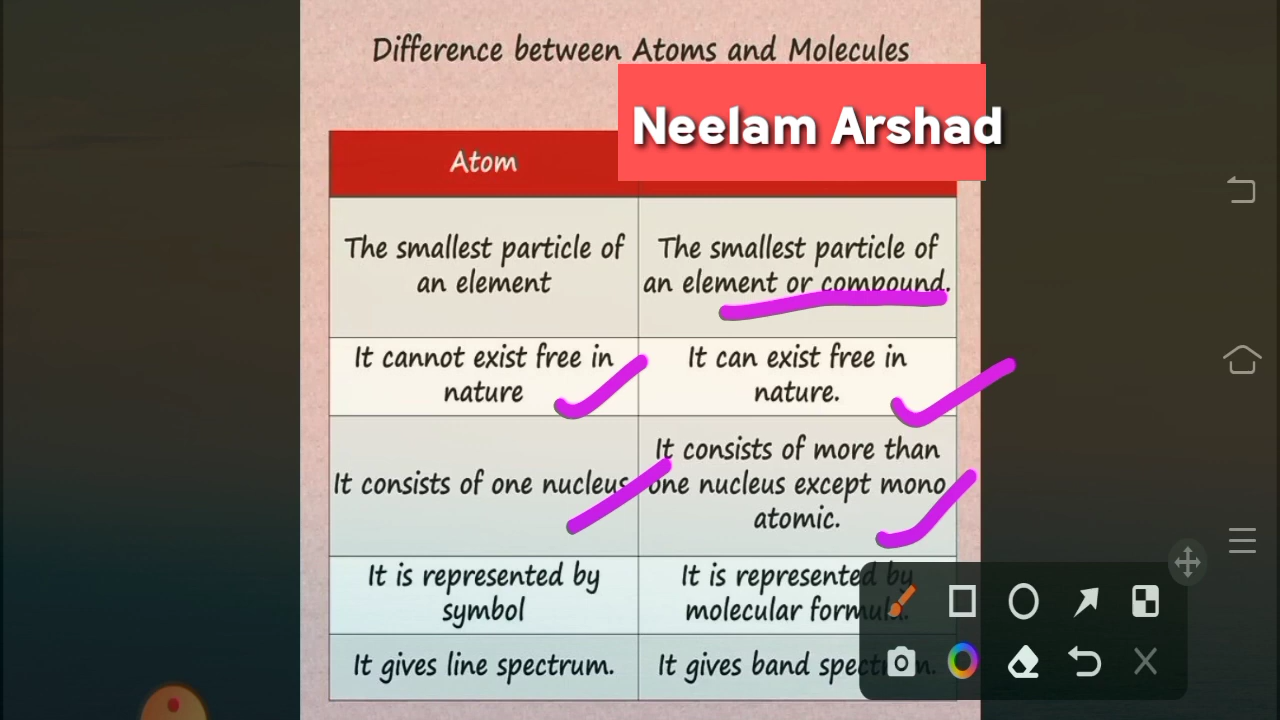 Difference between Atoms and Molecules
Neelam Arshad
Atom
The smallest particle of
an element
The smallest particle of
an element or compound.
It cannot exist free in
nature
It can exist free in
nature.
It consists of one nucleus
It consists of more than
one nucleus except mono
atomic.
It is represented by
symbol
It is represented by
molecular formula.
It gives line spectrum.
It gives band spectrum.